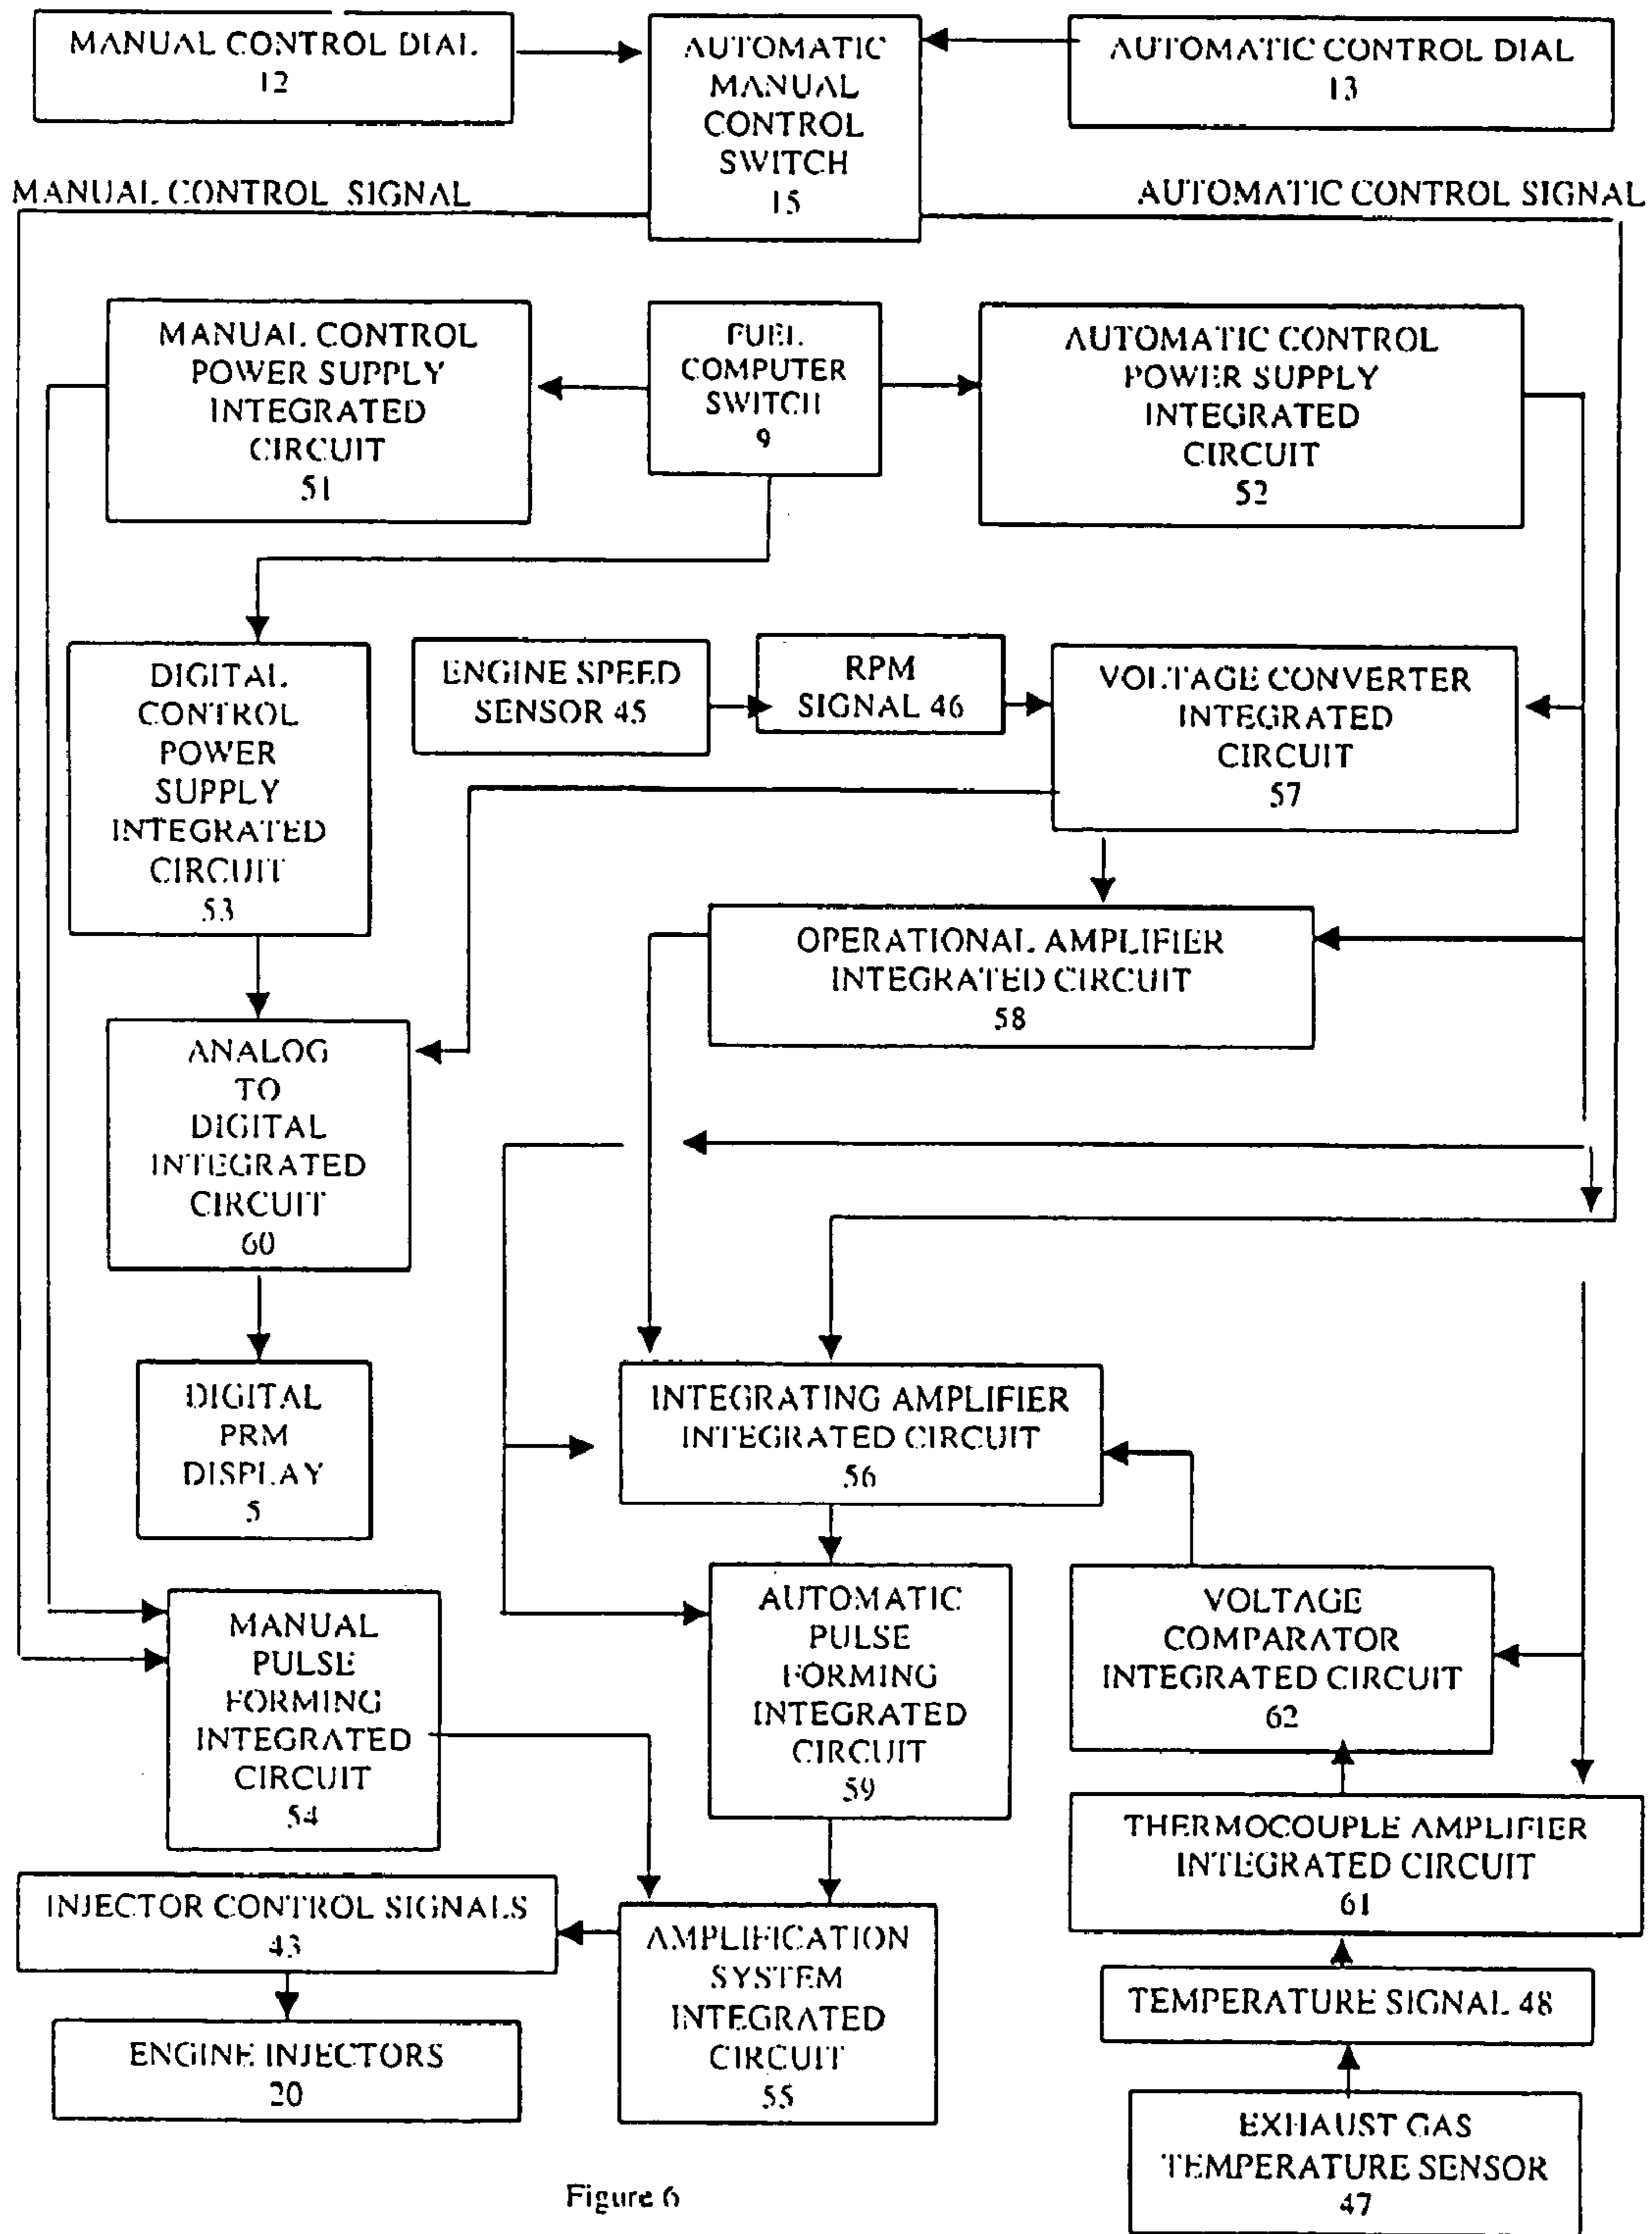 MANUAL CONTROL DIAL
12
AUTOMATIC
MANUAL
CONTROL
SWITCH
15
AUTOMATIC CONTROL DIAL
13
MANUAL CONTROL SIGNAL
AUTOMATIC CONTROL SIGNAL
MANUAL CONTROL
POWER SUPPLY
INTEGRATED
CIRCUIT
51
FUEL
COMPUTER
SWITCH
9
AUTOMATIC CONTROL
POWER SUPPLY
INTEGRATED
CIRCUIT
52
DIGITAL
CONTROL
POWER
SUPPLY
INTEGRATED
CIRCUIT
53
ENGINE SPEED
SENSOR 45
RPM
SIGNAL 46
VOLTAGE CONVERTER
INTEGRATED
CIRCUIT
57
OPERATIONAL AMPLIFIER
INTEGRATED CIRCUIT
58
ANALOG
TO
DIGITAL
INTEGRATED
CIRCUIT
60
DIGITAL
PRM
DISPLAY
5
INTEGRATING AMPLIFIER
INTEGRATED CIRCUIT
56
MANUAL
PULSE
FORMING
INTEGRATED
CIRCUIT
54
AUTOMATIC
PULSE
FORMING
INTEGRATED
CIRCUIT
59
VOLTAGE
COMPARATOR
INTEGRATED CIRCUIT
62
THERMOCOUPLE AMPLIFIER
INTEGRATED CIRCUIT
61
INJECTOR CONTROL SIGNALS
43
AMPLIFICATION
SYSTEM
INTEGRATED
CIRCUIT
55
TEMPERATURE SIGNAL 48
ENGINE INJECTORS
20
EXHAUST GAS
TEMPERATURE SENSOR
47
Figure 6